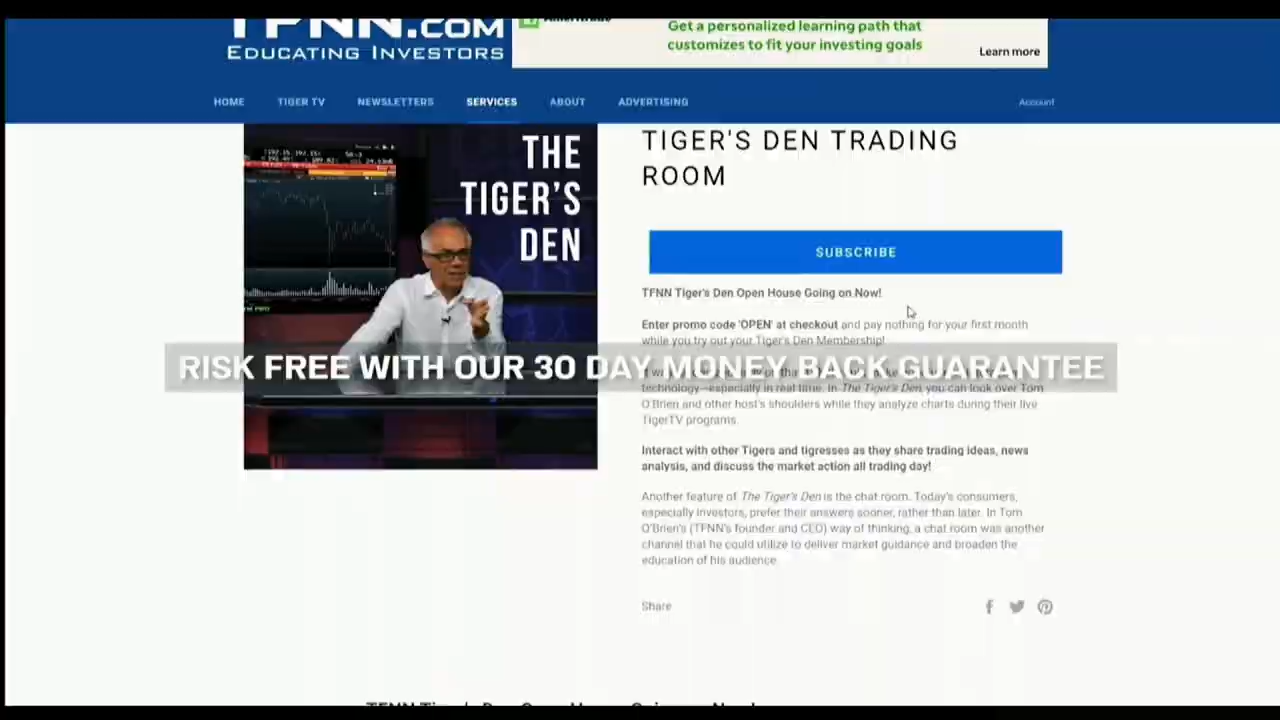 TFNN.COM
EDUCATING INVESTORS
Get a personalized learning path that
customizes to fit your investing goals
Learn more
HOME TIGER TV NEWSLETTERS SERVICES ABOUT ADVERTISING Account
THE
TIGER'S
DEN
TIGER'S DEN TRADING
ROOM
SUBSCRIBE
TFNN Tiger's Den Open House Going on Now!
Enter promo code 'OPEN' at checkout and pay nothing for your first month
while you try out your Tiger's Den Membership!
RISK FREE WITH OUR 30 DAY MONEY BACK GUARANTEE
technology—especially in real time. In The Tiger's Den, you can look over Tom
O'Brien and other host's shoulders while they analyze charts during their live
TigerTV programs.
Interact with other Tigers and tigresses as they share trading ideas, news
analysis, and discuss the market action all trading day!
Another feature of The Tiger's Den is the chat room. Today's consumers,
especially investors, prefer their answers sooner, rather than later. In Tom
O'Brien's (TFNN's founder and CEO) way of thinking, a chat room was another
channel that he could utilize to deliver market guidance and broaden the
education of his audience.
Share